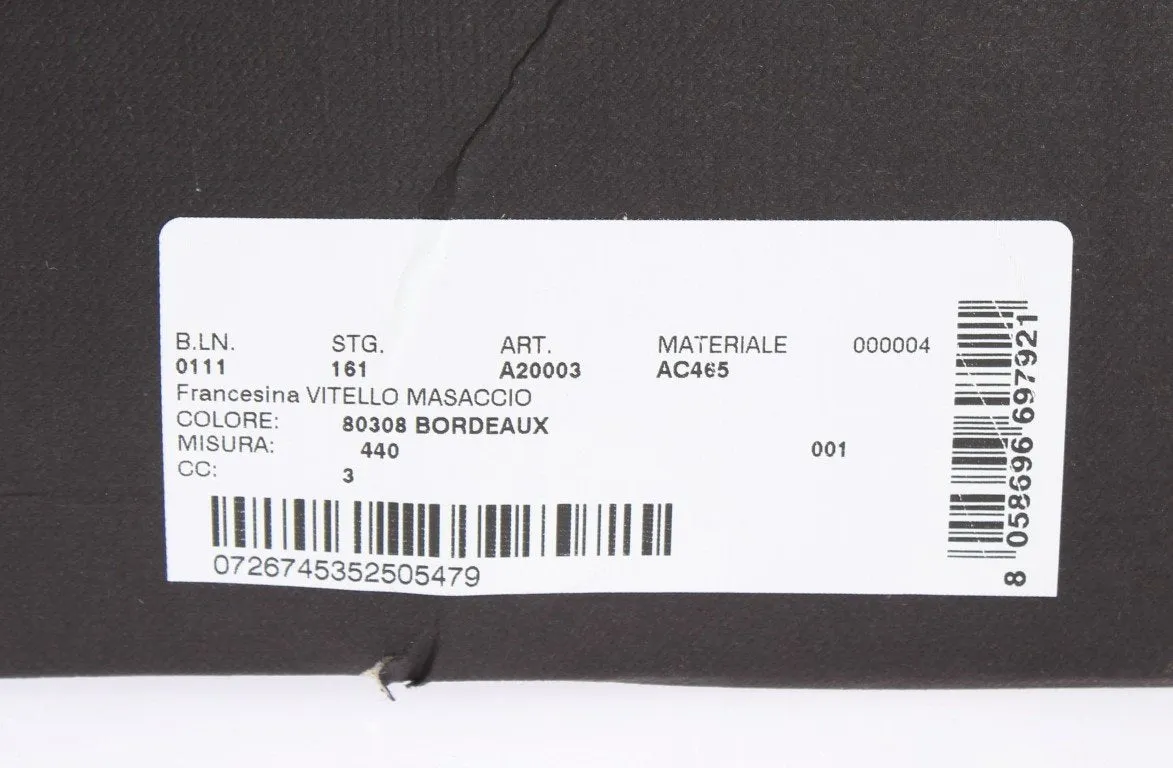 B.LN. STG. ART. MATERIALE 000004
0111 161 A20003 AC465
Francesina VITELLO MASACCIO
COLORE: 80308 BORDEAUX
MISURA: 440 001
CC: 3
0726745352505479
8 058696 697921